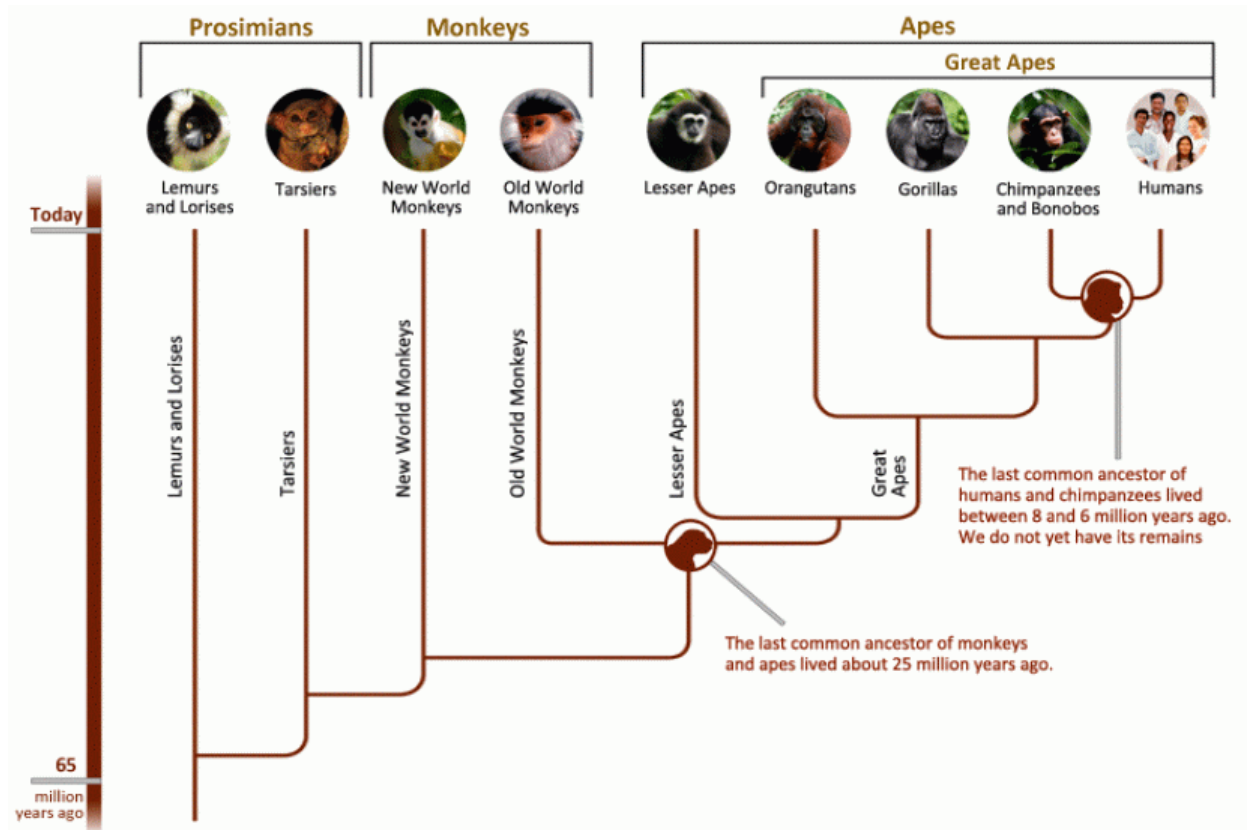 Prosimians
Monkeys
Apes
Great Apes
Lemurs
and Lorises
Tarsiers
New World
Monkeys
Old World
Monkeys
Lesser Apes
Orangutans
Gorillas
Chimpanzees
and Bonobos
Humans
Today
Lemurs and Lorises
Tarsiers
New World Monkeys
Old World Monkeys
Lesser Apes
Great
Apes
The last common ancestor of
humans and chimpanzees lived
between 8 and 6 million years ago.
We do not yet have its remains
The last common ancestor of monkeys
and apes lived about 25 million years ago.
65
million
years ago